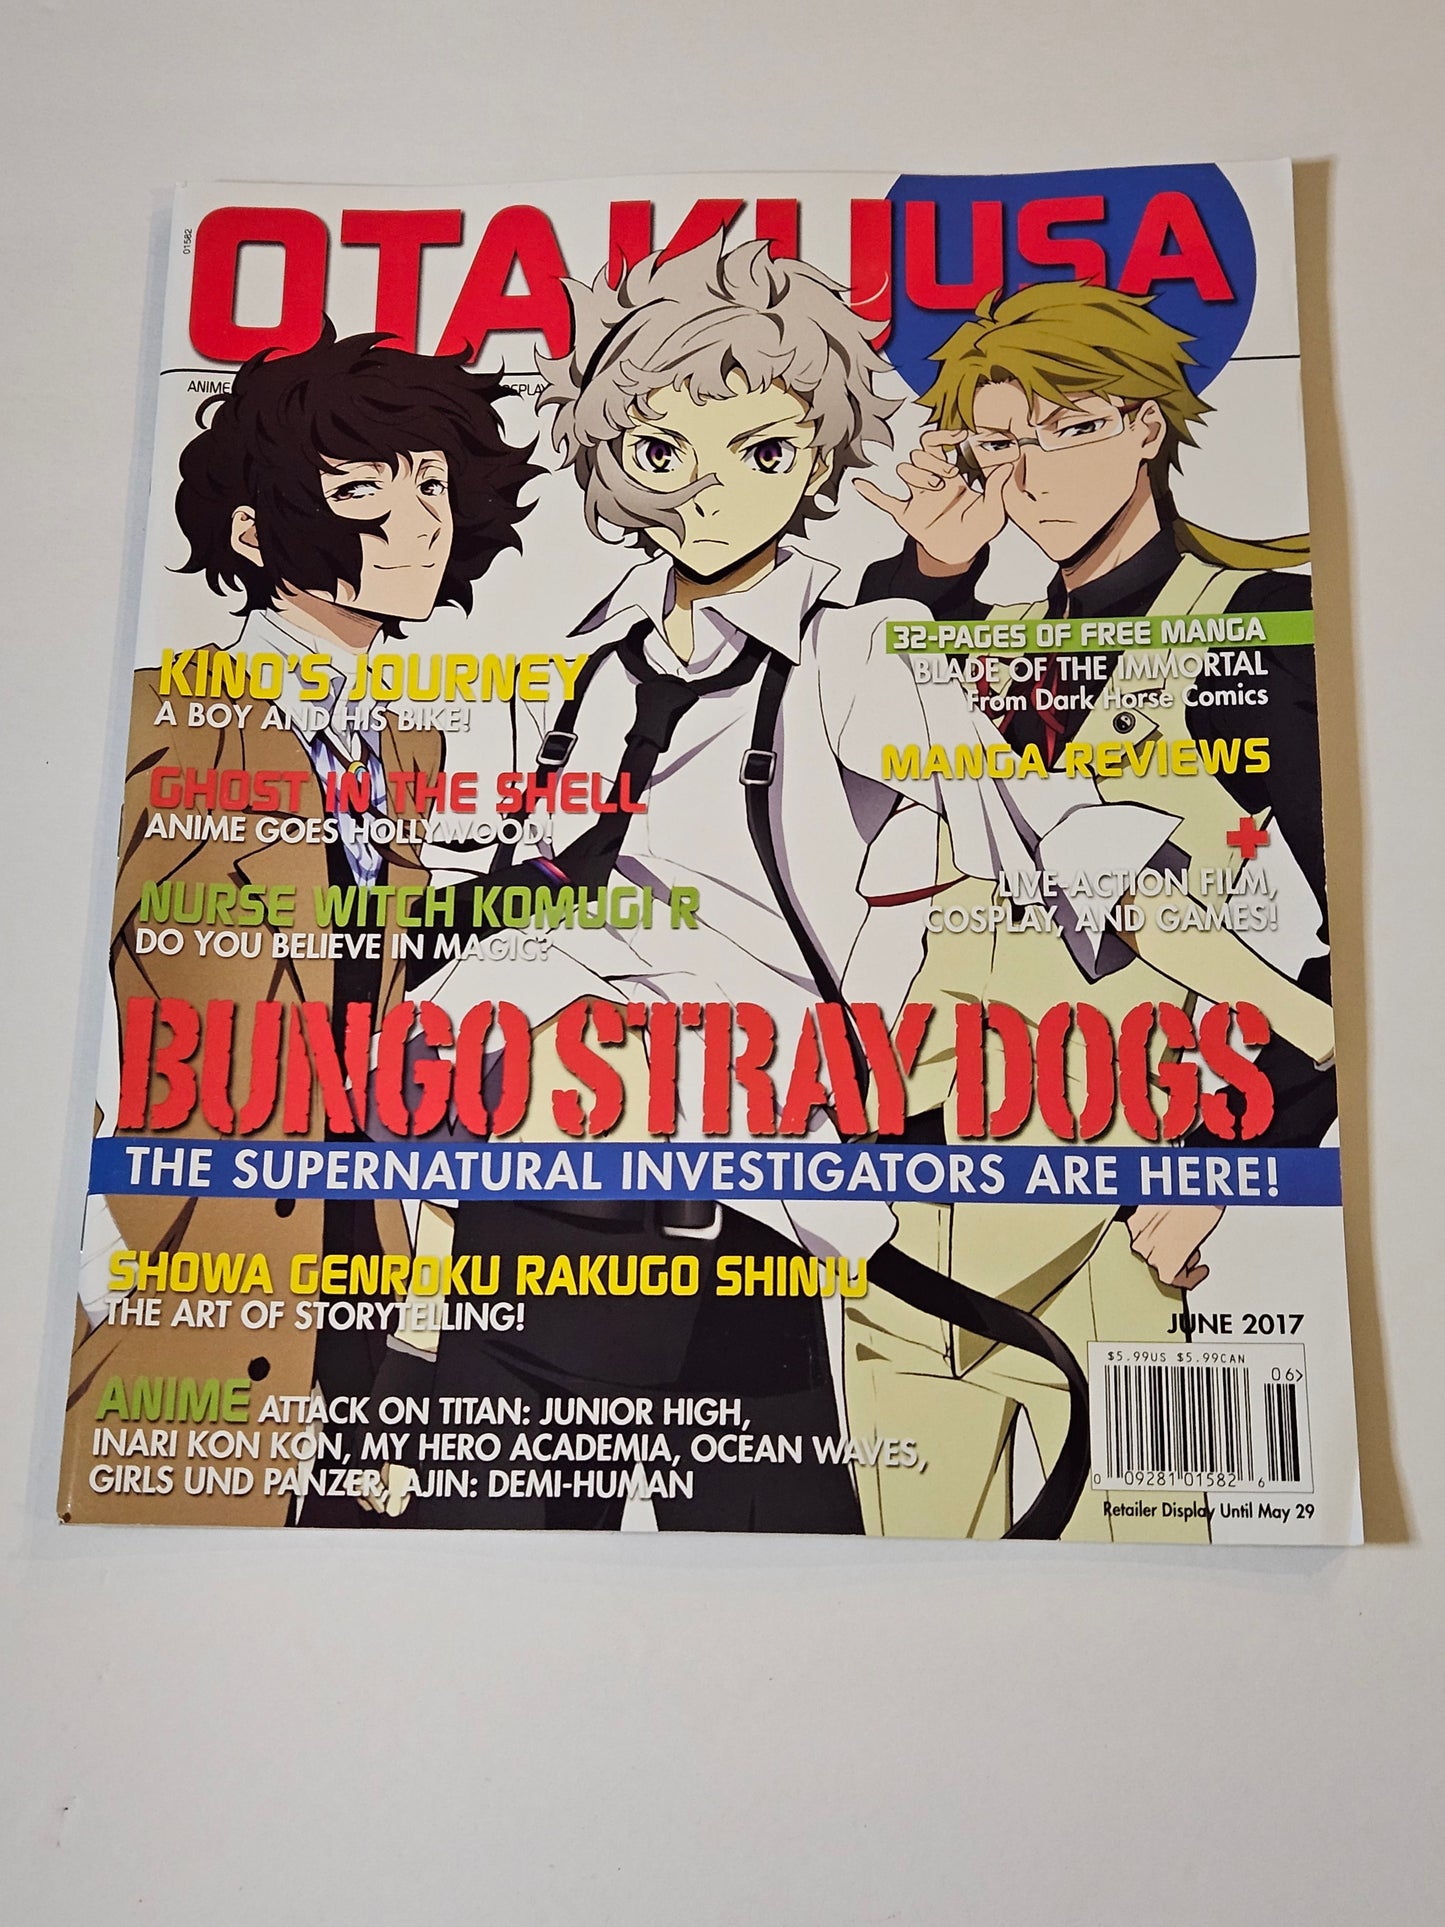 01582
OTAKU USA
ANIME
COSPLAY
KINO'S JOURNEY
A BOY AND HIS BIKE!
GHOST IN THE SHELL
ANIME GOES HOLLYWOOD!
NURSE WITCH KOMUGI R
DO YOU BELIEVE IN MAGIC?
32-PAGES OF FREE MANGA
BLADE OF THE IMMORTAL
From Dark Horse Comics
MANGA REVIEWS
+
LIVE-ACTION FILM,
COSPLAY, AND GAMES!
BUNGO STRAY DOGS
THE SUPERNATURAL INVESTIGATORS ARE HERE!
SHOWA GENROKU RAKUGO SHINJU
THE ART OF STORYTELLING!
ANIME ATTACK ON TITAN: JUNIOR HIGH,
INARI KON KON, MY HERO ACADEMIA, OCEAN WAVES,
GIRLS UND PANZER, AJIN: DEMI-HUMAN
JUNE 2017
$5.99US $5.99CAN
06>
0 09281 01582 6
Retailer Display Until May 29